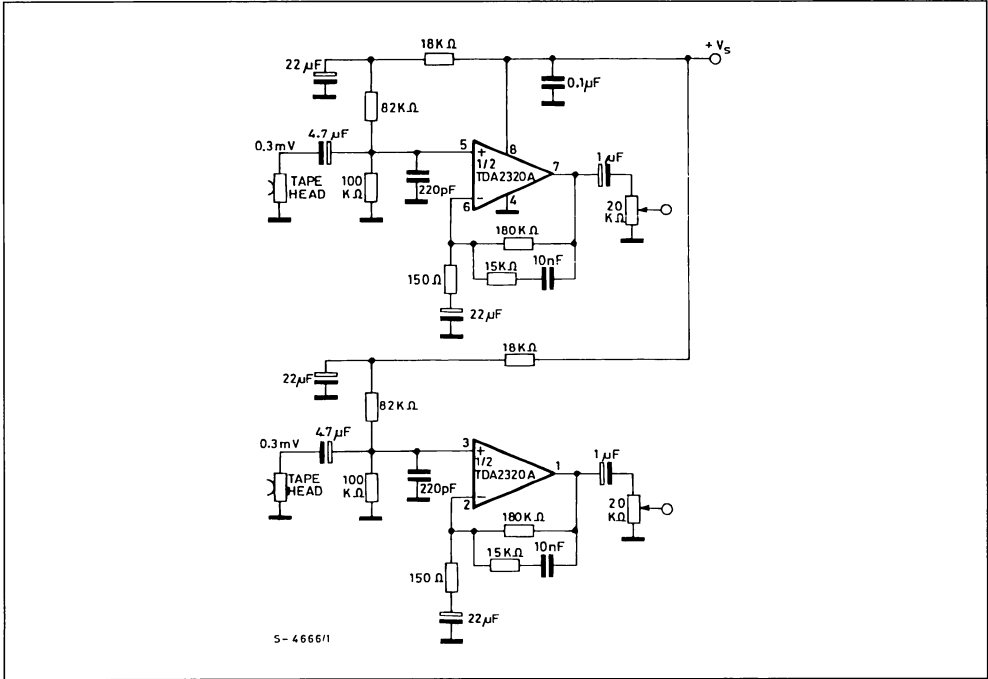 18KΩ
+ Vs
22µF
0.1µF
82KΩ
4.7µF
0.3mV
5
+
8
1/2
TDA2320A
7
1µF
TAPE
HEAD
100
KΩ
220pF
6
−
4
20
KΩ
180KΩ
10nF
15KΩ
150Ω
22µF
18KΩ
22µF
82KΩ
4.7µF
0.3mV
3
+
1/2
TDA2320A
1
1µF
TAPE
HEAD
100
KΩ
220pF
2
−
20
KΩ
180KΩ
10nF
15KΩ
150Ω
22µF
S-4666/1